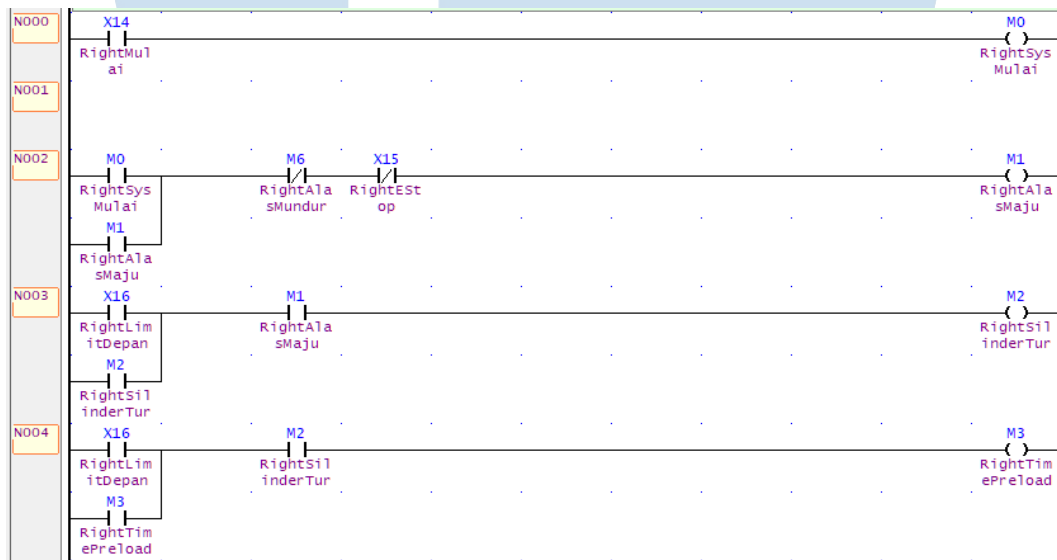 N000
X14
M0
RightMul
ai
RightSys
Mulai
N001
N002
M0
M6
X15
M1
RightSys
Mulai
RightAla
sMundur
RightESt
op
RightAla
sMaju
M1
RightAla
sMaju
N003
X16
M1
M2
RightLim
itDepan
RightAla
sMaju
RightSil
inderTur
M2
RightSil
inderTur
N004
X16
M2
M3
RightLim
itDepan
RightSil
inderTur
RightTim
ePreload
M3
RightTim
ePreload